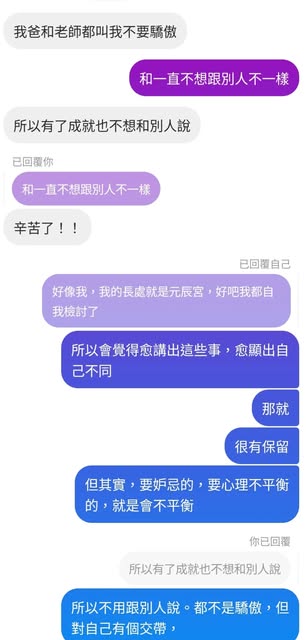 我爸和老師都叫我不要驕傲
和一直不想跟別人不一樣
所以有了成就也不想和別人說
已回覆你
和一直不想跟別人不一樣
辛苦了！！
已回覆自己
好像我，我的長處就是元辰宮，好吧我都自
我檢討了
所以會覺得愈講出這些事，愈顯出自
己不同
那就
很有保留
但其實，要妒忌的，要心理不平衡
的，就是會不平衡
你已回覆
所以有了成就也不想和別人說
所以不用跟別人說。都不是驕傲，但
對自己有個交帶，